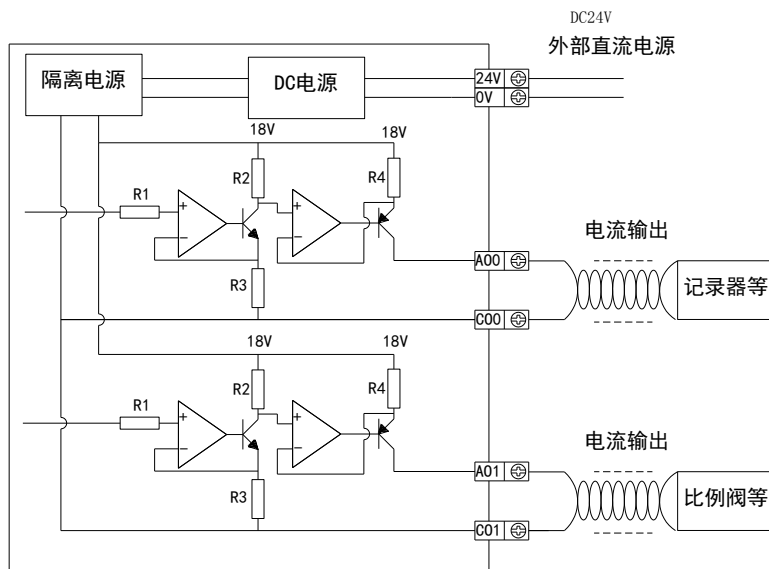 DC24V
外部直流电源
隔离电源
DC电源
24V
0V
18V
18V
R1
R2
R4
+
−
+
−
R3
A00
C00
电流输出
记录器等
18V
18V
R1
R2
R4
+
−
+
−
R3
A01
C01
电流输出
比例阀等